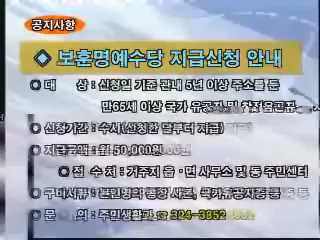 공지사항
◈ 보훈명예수당 지급신청 안내
◎ 대 상 : 신청일 기준 관내 5년 이상 주소를 둔
만65세 이상 국가 유공자 및
◎ 신청기간 : 수시(신청한 달부터 지급)
◎ 지급금액 : 월 50,000원
◎ 접 수 처 : 거주지 읍·면 사무소 및 동 주민센터
◎ 구비서류 : 본인명의 통장 사본, 국가유공자증
◎ 문 의 : 주민생활과 ☎ 324-3952